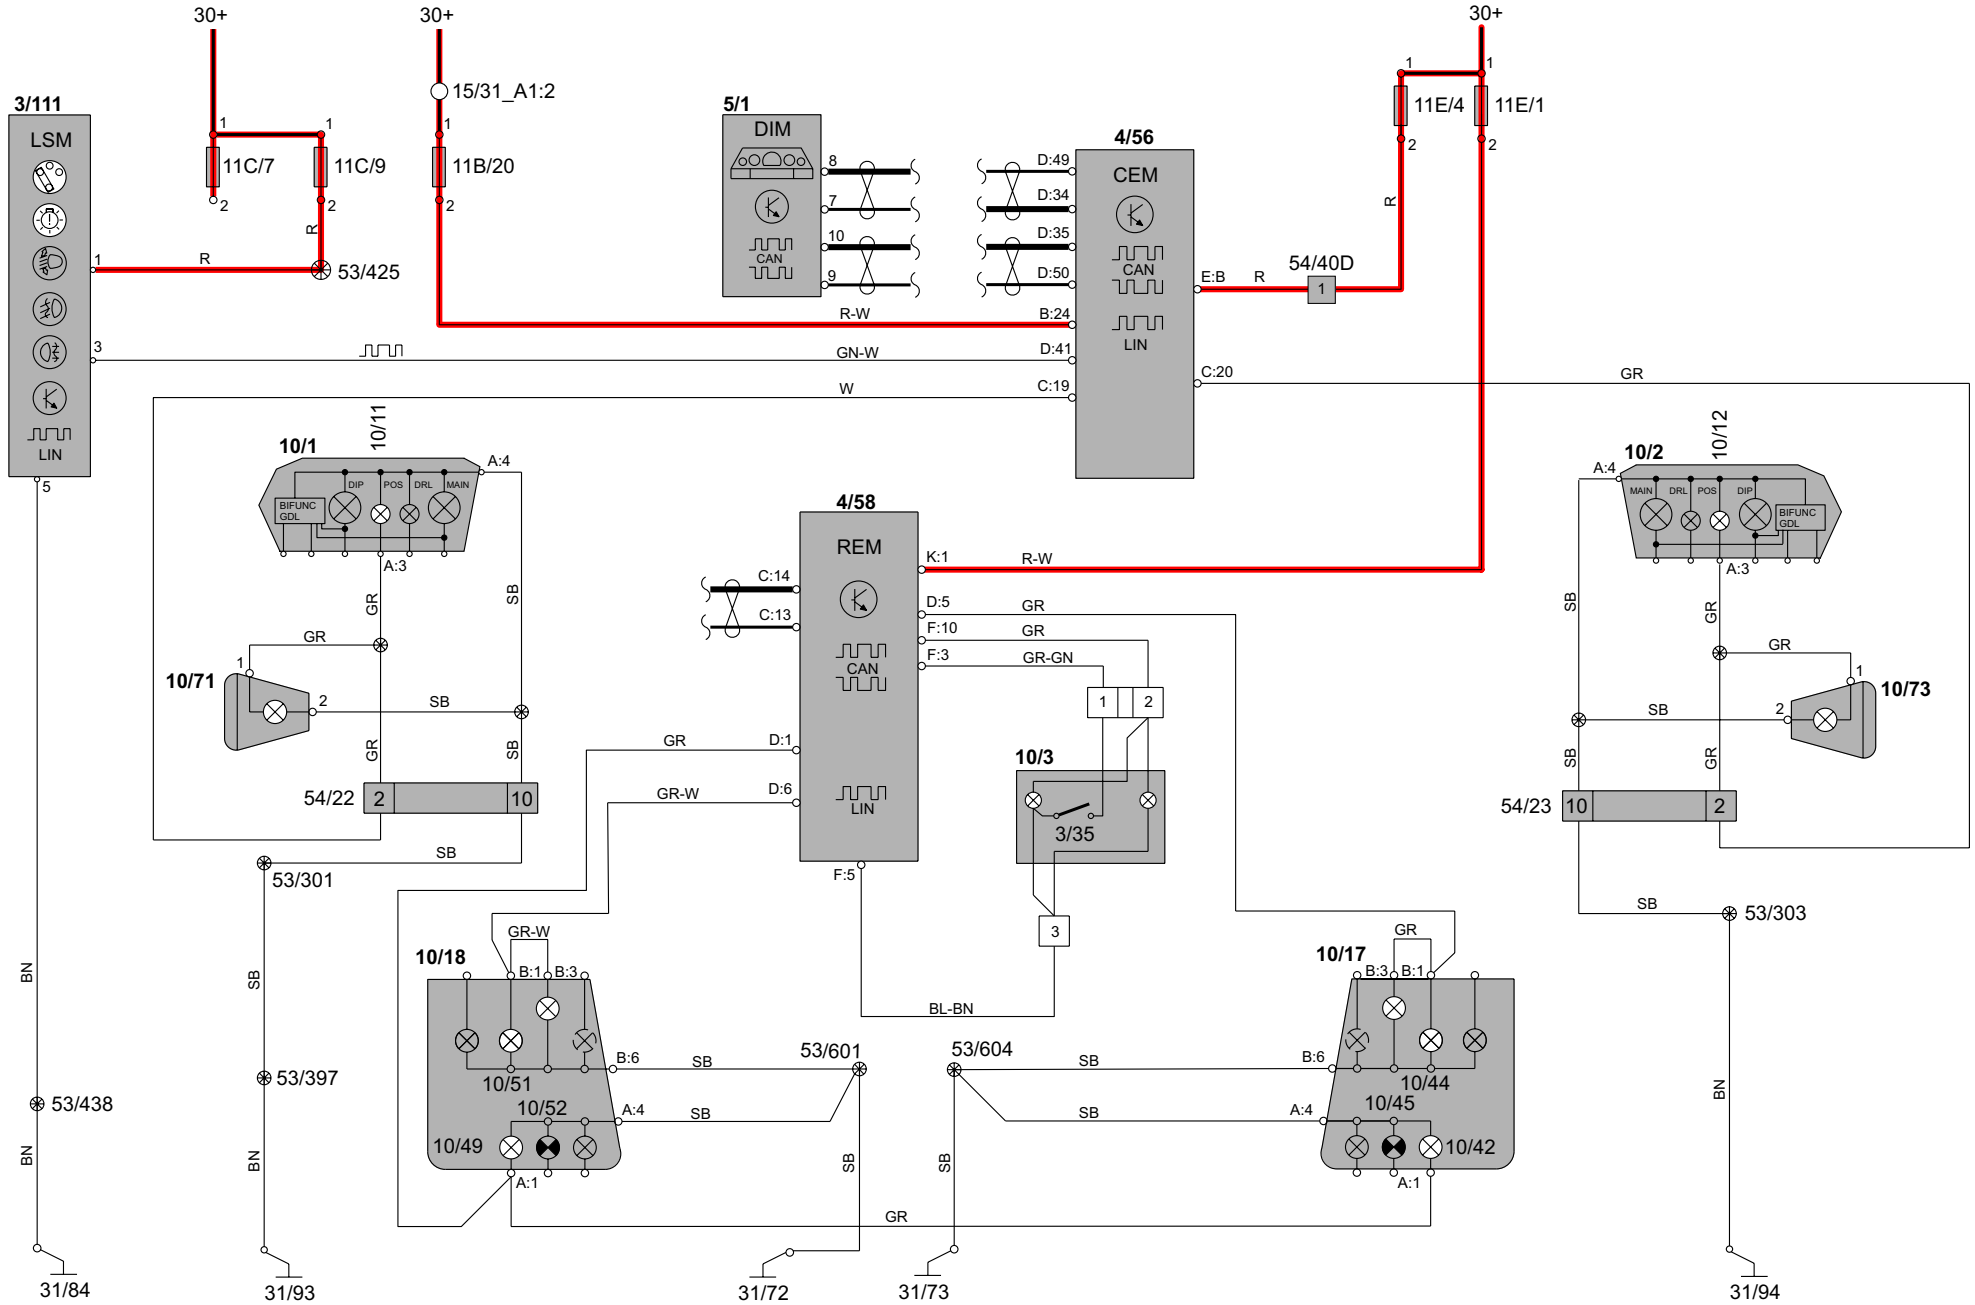 30+
30+
30+
15/31_A1:2
1
1
1
1
1
3/111
LSM
11C/7
11C/9
11B/20
2
2
2
5/1
DIM
8
7
10
CAN
9
4/56
CEM
D:49
D:34
D:35
CAN
D:50
B:24
LIN
D:41
C:19
11E/4
11E/1
2
2
R
54/40D
E:B
R
1
C:20
GR
R
1
R
53/425
R-W
3
GN-W
W
LIN
5
10/11
10/1
A:4
DIP
POS
DRL
MAIN
BIFUNC
GDL
A:3
GR
SB
GR
1
10/71
2
SB
GR
SB
54/22
2
10
SB
53/301
4/58
REM
K:1
R-W
C:14
C:13
D:5
GR
F:10
GR
F:3
GR-GN
CAN
1
2
GR
D:1
GR-W
D:6
LIN
10/3
3/35
F:5
3
BL-BN
10/12
10/2
A:4
MAIN
DRL
POS
DIP
BIFUNC
GDL
A:3
SB
GR
GR
1
10/73
SB
2
SB
GR
54/23
10
2
SB
53/303
GR-W
10/18
B:1
B:3
10/51
B:6
SB
53/601
10/52
A:4
SB
10/49
A:1
SB
GR
10/17
GR
B:3
B:1
53/604
SB
B:6
10/44
10/45
SB
A:4
10/42
A:1
SB
BN
SB
53/397
53/438
BN
BN
BN
31/84
31/93
31/72
31/73
31/94